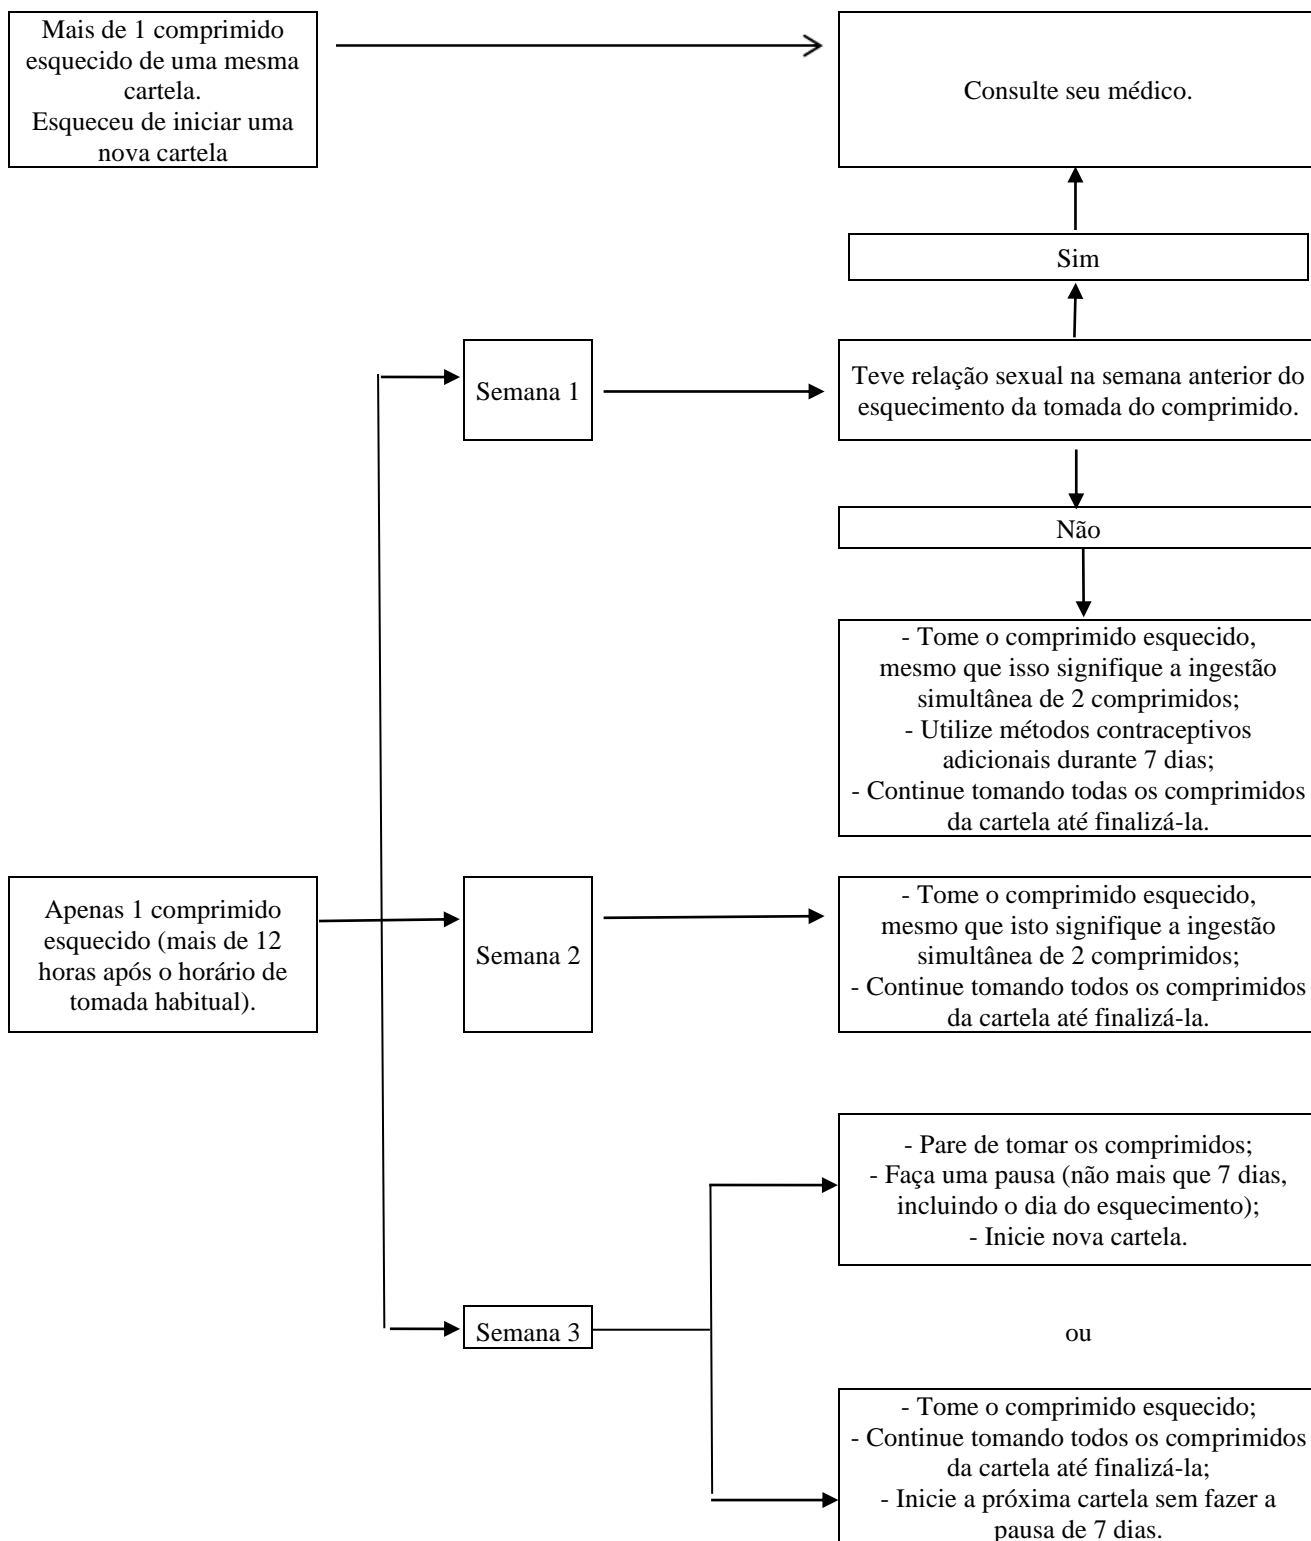 Mais de 1 comprimido
esquecido de uma mesma
cartela.
Esqueceu de iniciar uma
nova cartela
Consulte seu médico.
Sim
Semana 1
Teve relação sexual na semana anterior do
esquecimento da tomada do comprimido.
Não
- Tome o comprimido esquecido,
mesmo que isso signifique a ingestão
simultânea de 2 comprimidos;
- Utilize métodos contraceptivos
adicionais durante 7 dias;
- Continue tomando todas os comprimidos
da cartela até finalizá-la.
Apenas 1 comprimido
esquecido (mais de 12
horas após o horário de
tomada habitual).
Semana 2
- Tome o comprimido esquecido,
mesmo que isto signifique a ingestão
simultânea de 2 comprimidos;
- Continue tomando todos os comprimidos
da cartela até finalizá-la.
- Pare de tomar os comprimidos;
- Faça uma pausa (não mais que 7 dias,
incluindo o dia do esquecimento);
- Inicie nova cartela.
Semana 3
ou
- Tome o comprimido esquecido;
- Continue tomando todos os comprimidos
da cartela até finalizá-la;
- Inicie a próxima cartela sem fazer a
pausa de 7 dias.